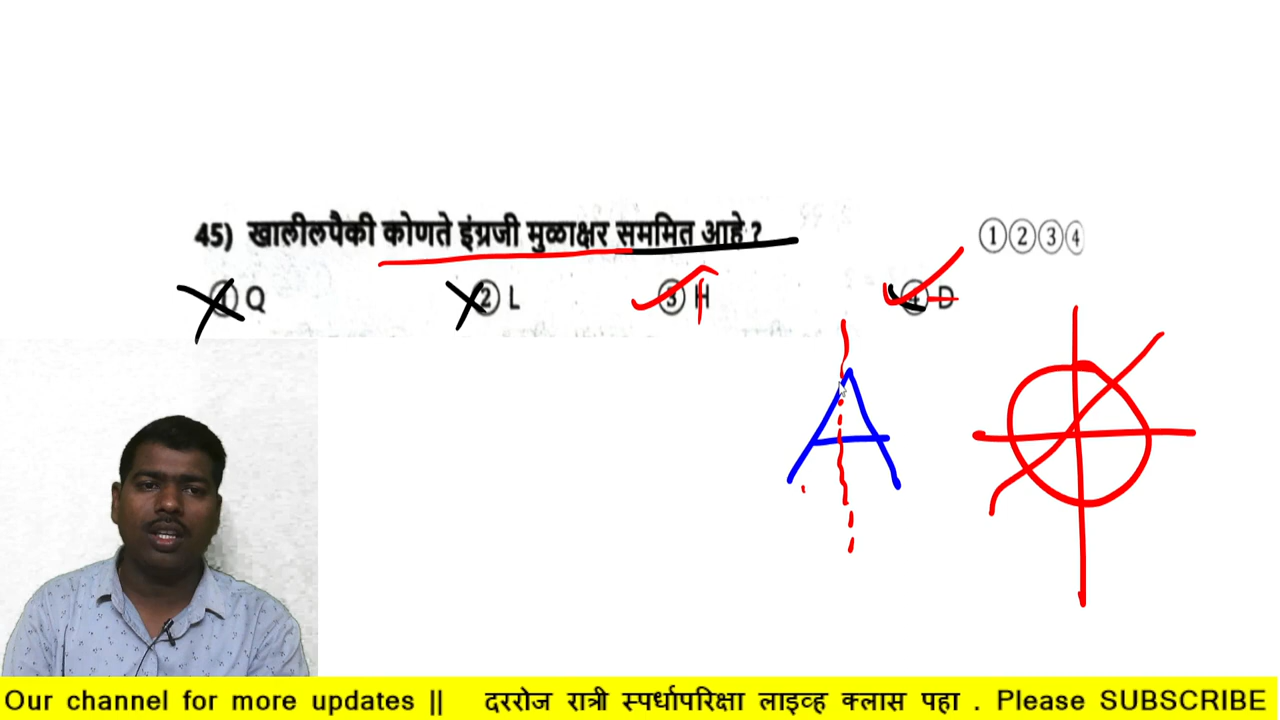 45) खालीलपैकी कोणते इंग्रजी मुळाक्षर सममित आहे ? ① ② ③ ④
① Q ② L ③ H ④ D
A
Our channel for more updates || दररोज रात्री स्पर्धापरिक्षा लाइव्ह क्लास पहा . Please SUBSCRIBE